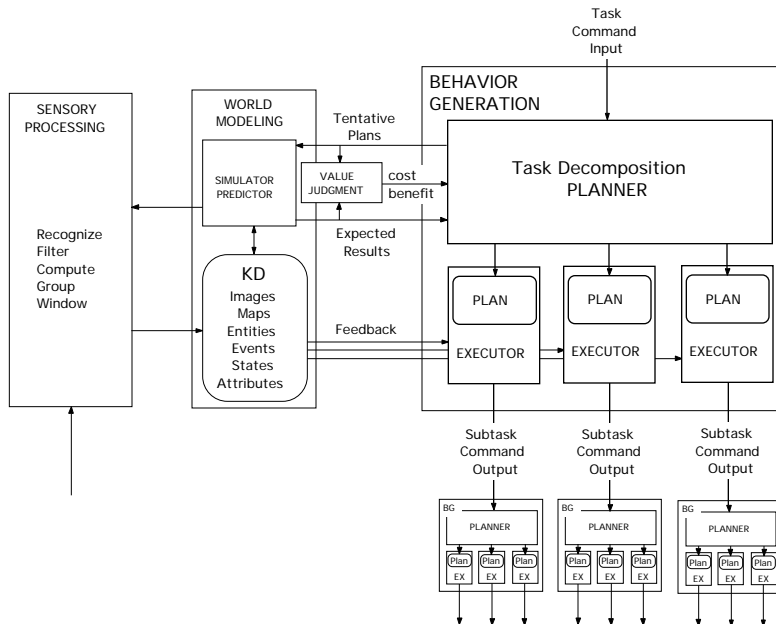 Task
Command
Input
SENSORY
PROCESSING
Recognize
Filter
Compute
Group
Window
WORLD
MODELING
SIMULATOR
PREDICTOR
KD
Images
Maps
Entities
Events
States
Attributes
Tentative
Plans
VALUE
JUDGMENT
cost
benefit
Expected
Results
Feedback
BEHAVIOR
GENERATION
Task Decomposition
PLANNER
PLAN
EXECUTOR
PLAN
EXECUTOR
PLAN
EXECUTOR
Subtask
Command
Output
Subtask
Command
Output
Subtask
Command
Output
BG
PLANNER
Plan
EX
Plan
EX
Plan
EX
BG
PLANNER
Plan
EX
Plan
EX
Plan
EX
BG
PLANNER
Plan
EX
Plan
EX
Plan
EX